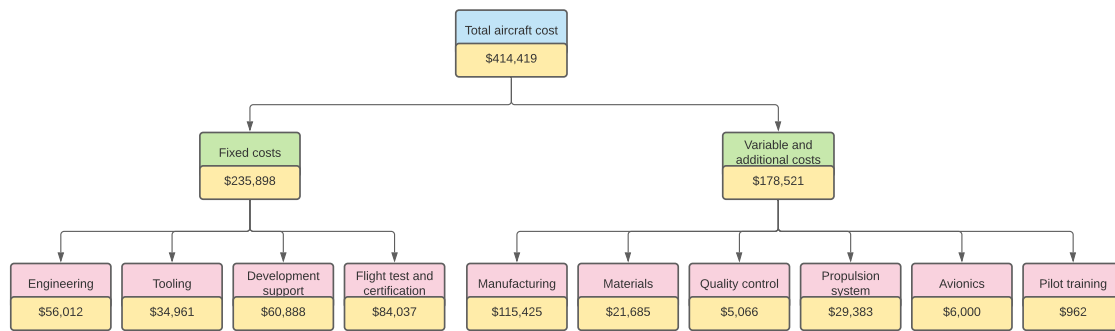 Total aircraft cost
$414,419
Fixed costs
$235,898
Variable and
additional costs
$178,521
Engineering
$56,012
Tooling
$34,961
Development
support
$60,888
Flight test and
certification
$84,037
Manufacturing
$115,425
Materials
$21,685
Quality control
$5,066
Propulsion
system
$29,383
Avionics
$6,000
Pilot training
$962